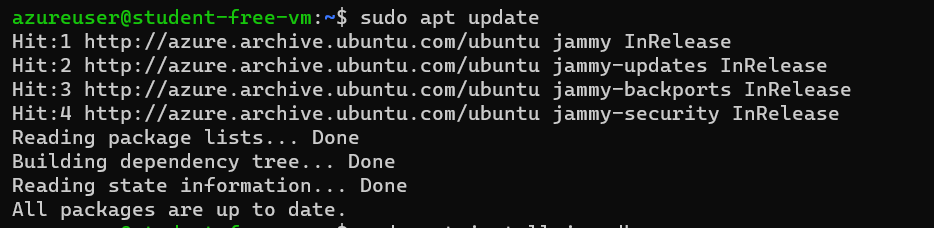 azureuser@student-free-vm:~$ sudo apt update
Hit:1 http://azure.archive.ubuntu.com/ubuntu jammy InRelease
Hit:2 http://azure.archive.ubuntu.com/ubuntu jammy-updates InRelease
Hit:3 http://azure.archive.ubuntu.com/ubuntu jammy-backports InRelease
Hit:4 http://azure.archive.ubuntu.com/ubuntu jammy-security InRelease
Reading package lists... Done
Building dependency tree... Done
Reading state information... Done
All packages are up to date.